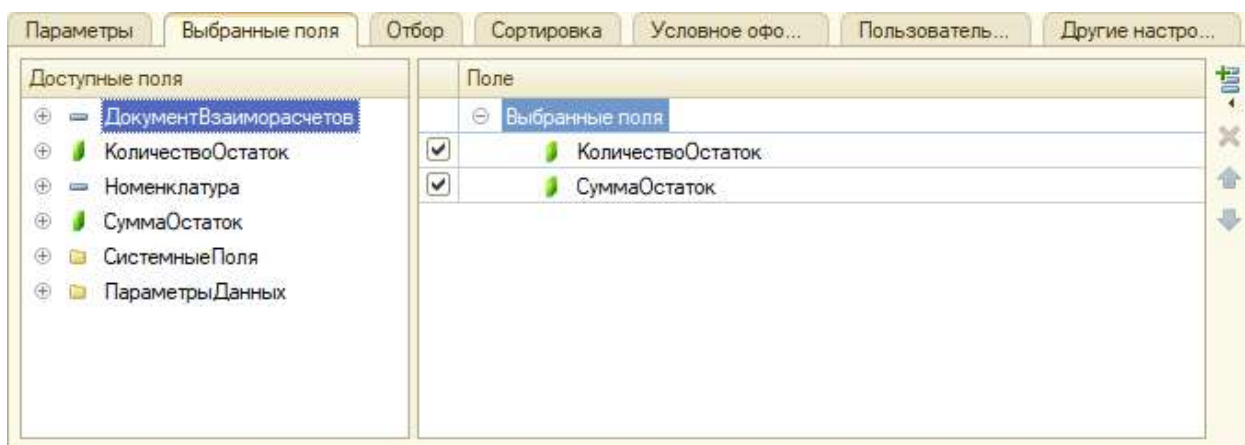 Параметры Выбранные поля Отбор Сортировка Условное офо... Пользователь... Другие настро...
Доступные поля
ДокументВзаиморасчетов
КоличествоОстаток
Номенклатура
СуммаОстаток
СистемныеПоля
ПараметрыДанных
Поле
Выбранные поля
КоличествоОстаток
СуммаОстаток